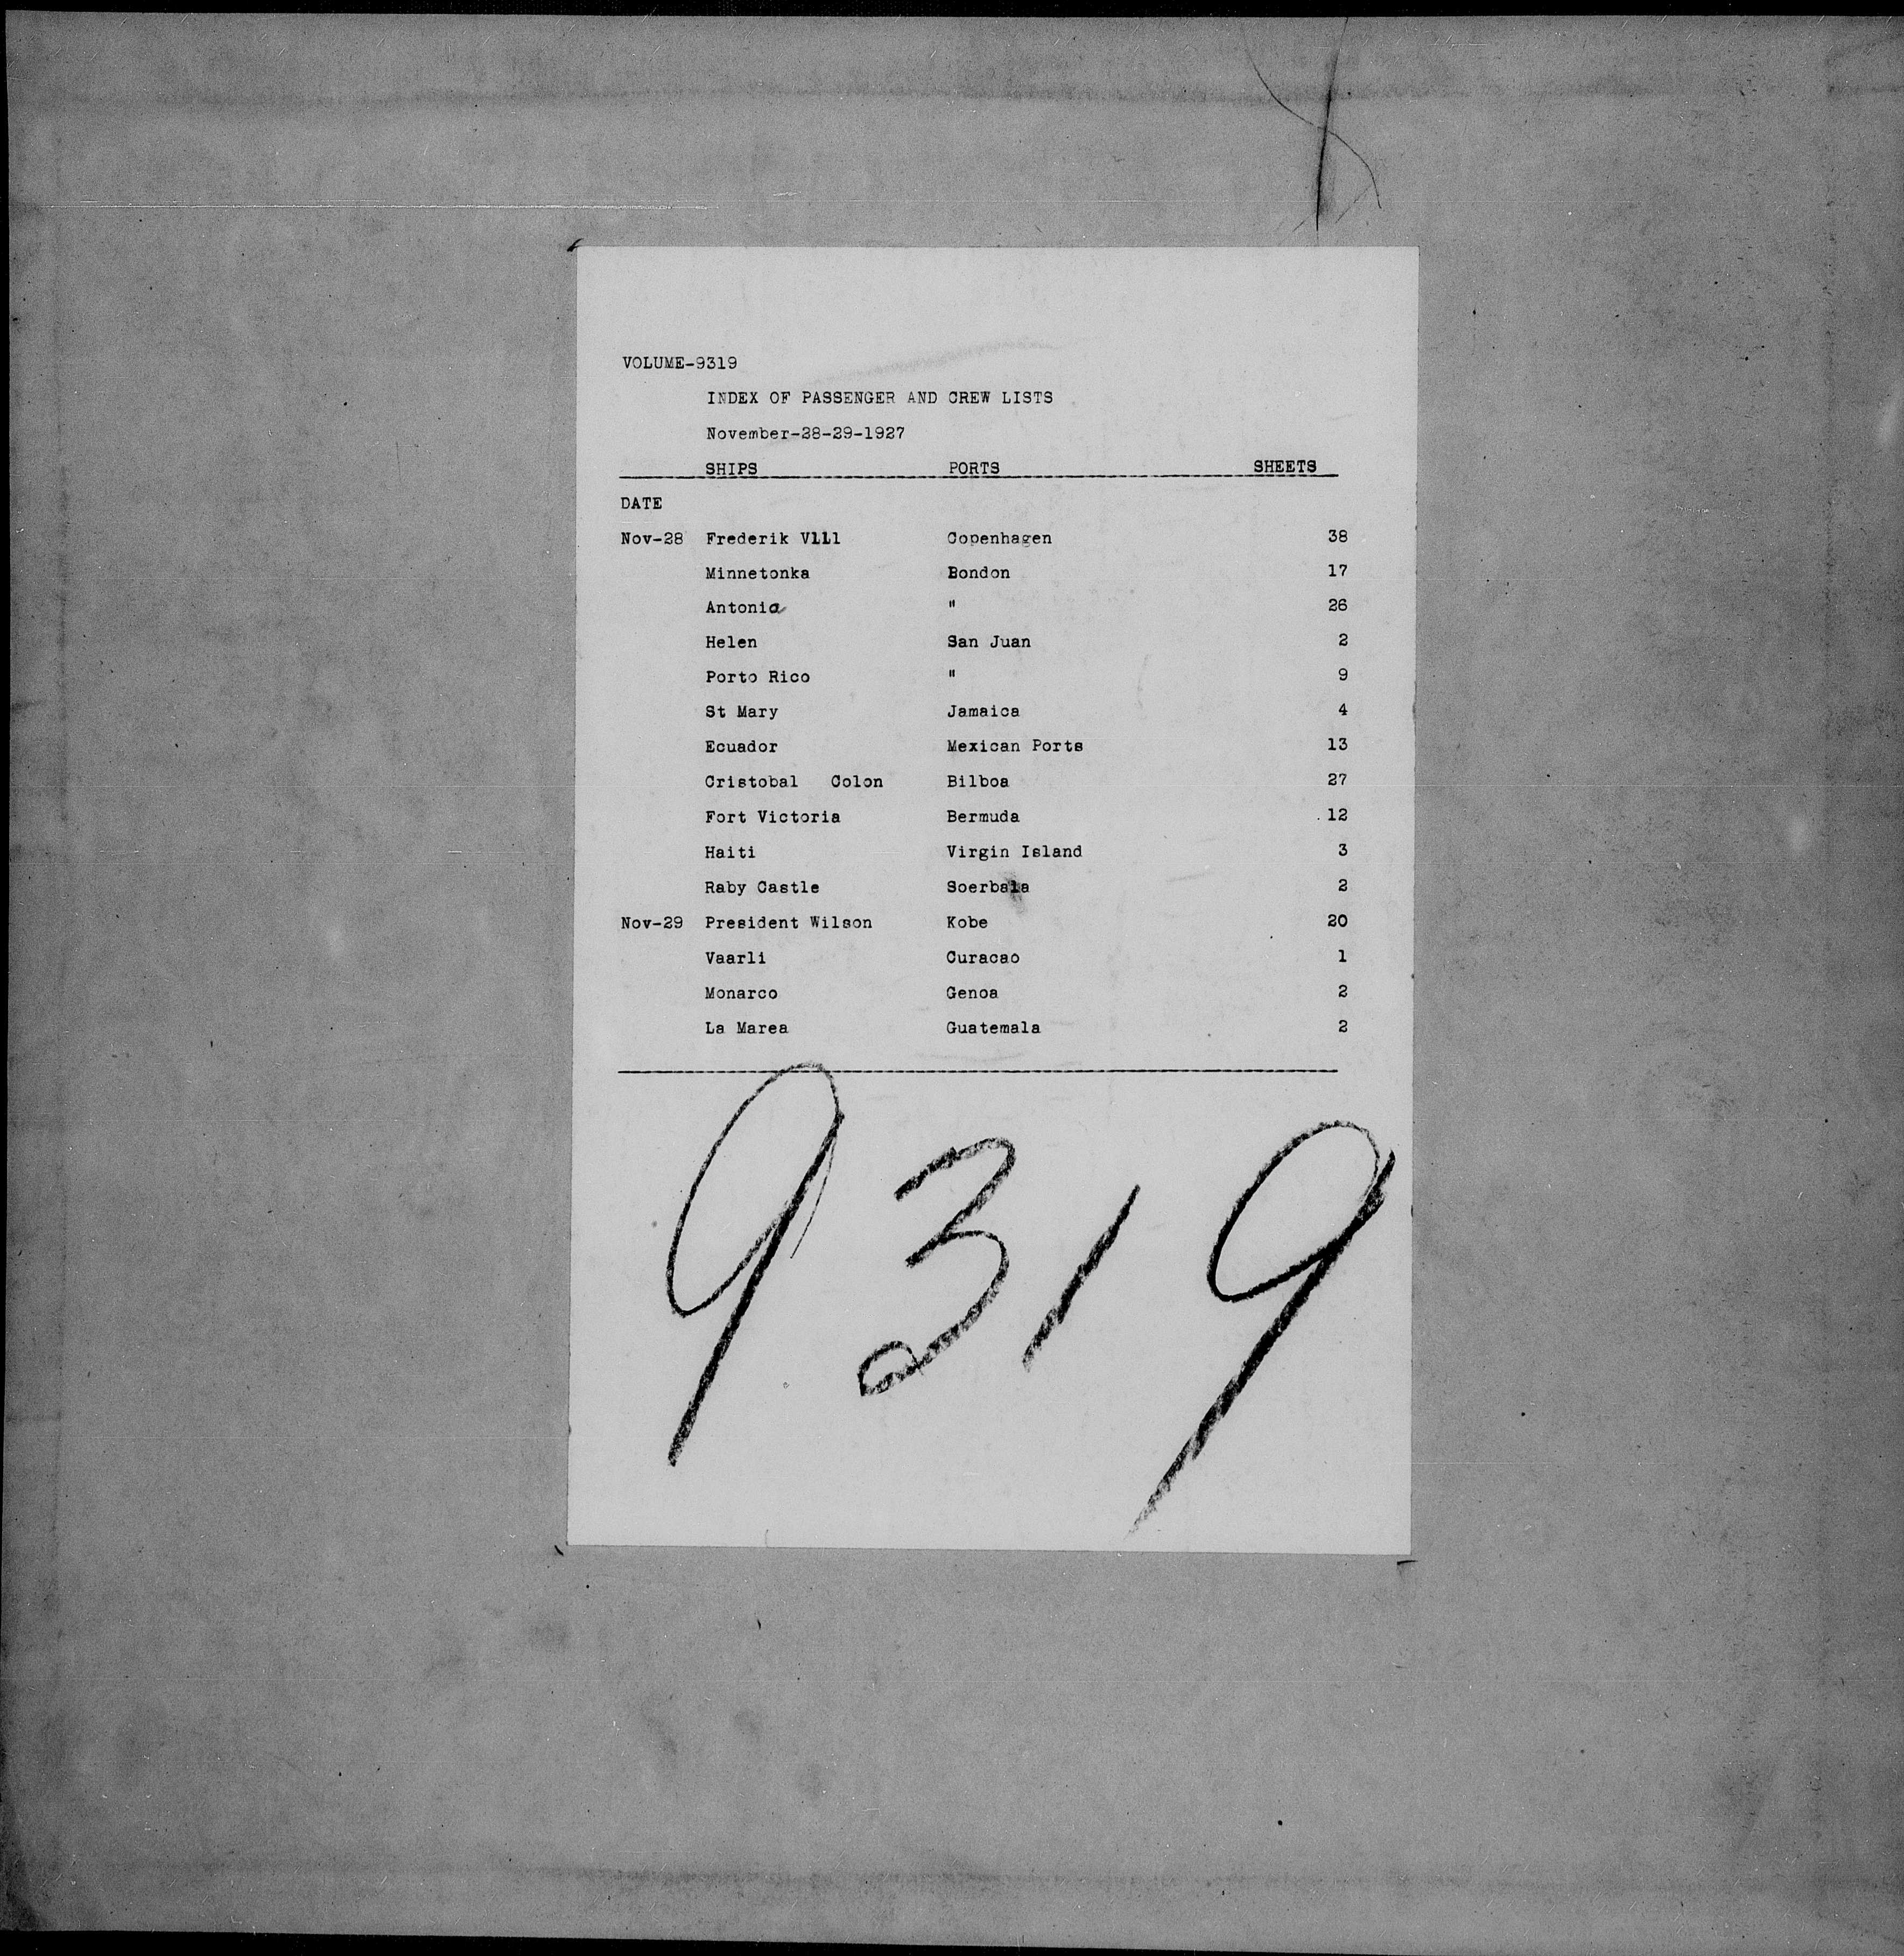 VOLUME-9319
INDEX OF PASSENGER AND CREW LISTS
November-28-29-1927
SHIPS PORTS SHEETS
DATE
Nov-28 Frederik Vlll Copenhagen 38
Minnetonka Bondon 17
Antonia " 26
Helen San Juan 2
Porto Rico " 9
St Mary Jamaica 4
Ecuador Mexican Ports 13
Cristobal Colon Bilboa 27
Fort Victoria Bermuda 12
Haiti Virgin Island 3
Raby Castle Soerbaia 2
Nov-29 President Wilson Kobe 20
Vaarli Curacao 1
Monarco Genoa 2
La Marea Guatemala 2
9319